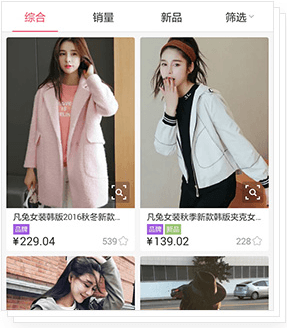 综合 销量 新品 筛选
凡兔女装韩版2016秋冬新款... 凡兔女装秋季新款韩版夹克女...
品牌 品牌 新品
¥229.04 539 ¥139.02 228